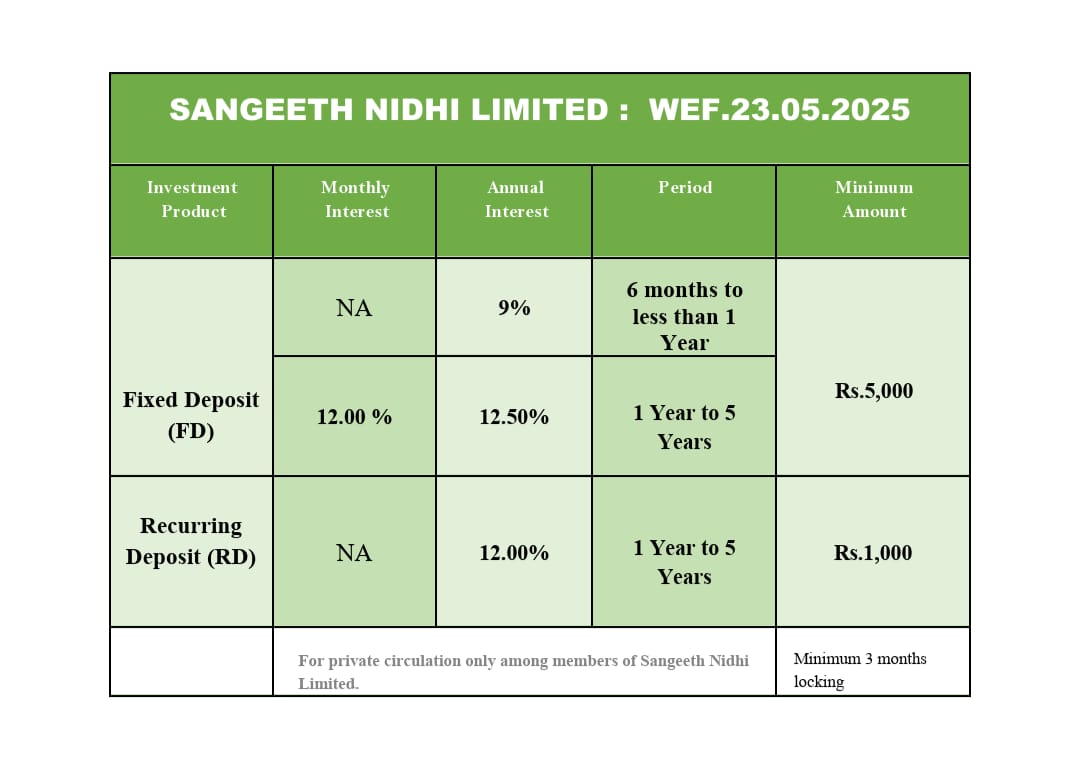 SANGEETH NIDHI LIMITED :  WEF.23.05.2025
Investment
Product
Monthly
Interest
Annual
Interest
Period
Minimum
Amount
Fixed Deposit
(FD)
NA
9%
6 months to
less than 1
Year
Rs.5,000
12.00 %
12.50%
1 Year to 5
Years
Recurring
Deposit (RD)
NA
12.00%
1 Year to 5
Years
Rs.1,000
For private circulation only among members of Sangeeth Nidhi
Limited.
Minimum 3 months
locking